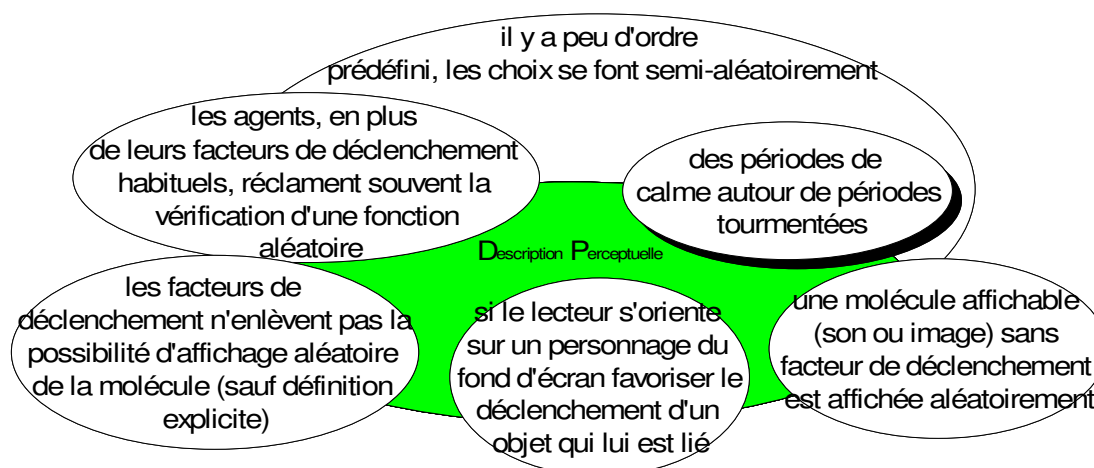 il y a peu d'ordre
prédéfini, les choix se font semi-aléatoirement
les agents, en plus
de leurs facteurs de déclenchement
habituels, réclament souvent la
vérification d'une fonction
aléatoire
des périodes de
calme autour de périodes
tourmentées
Description Perceptuelle
les facteurs de
déclenchement n'enlèvent pas la
possibilité d'affichage aléatoire
de la molécule (sauf définition
explicite)
si le lecteur s'oriente
sur un personnage du
fond d'écran favoriser le
déclenchement d'un
objet qui lui est lié
une molécule affichable
(son ou image) sans
facteur de déclenchement
est affichée aléatoirement